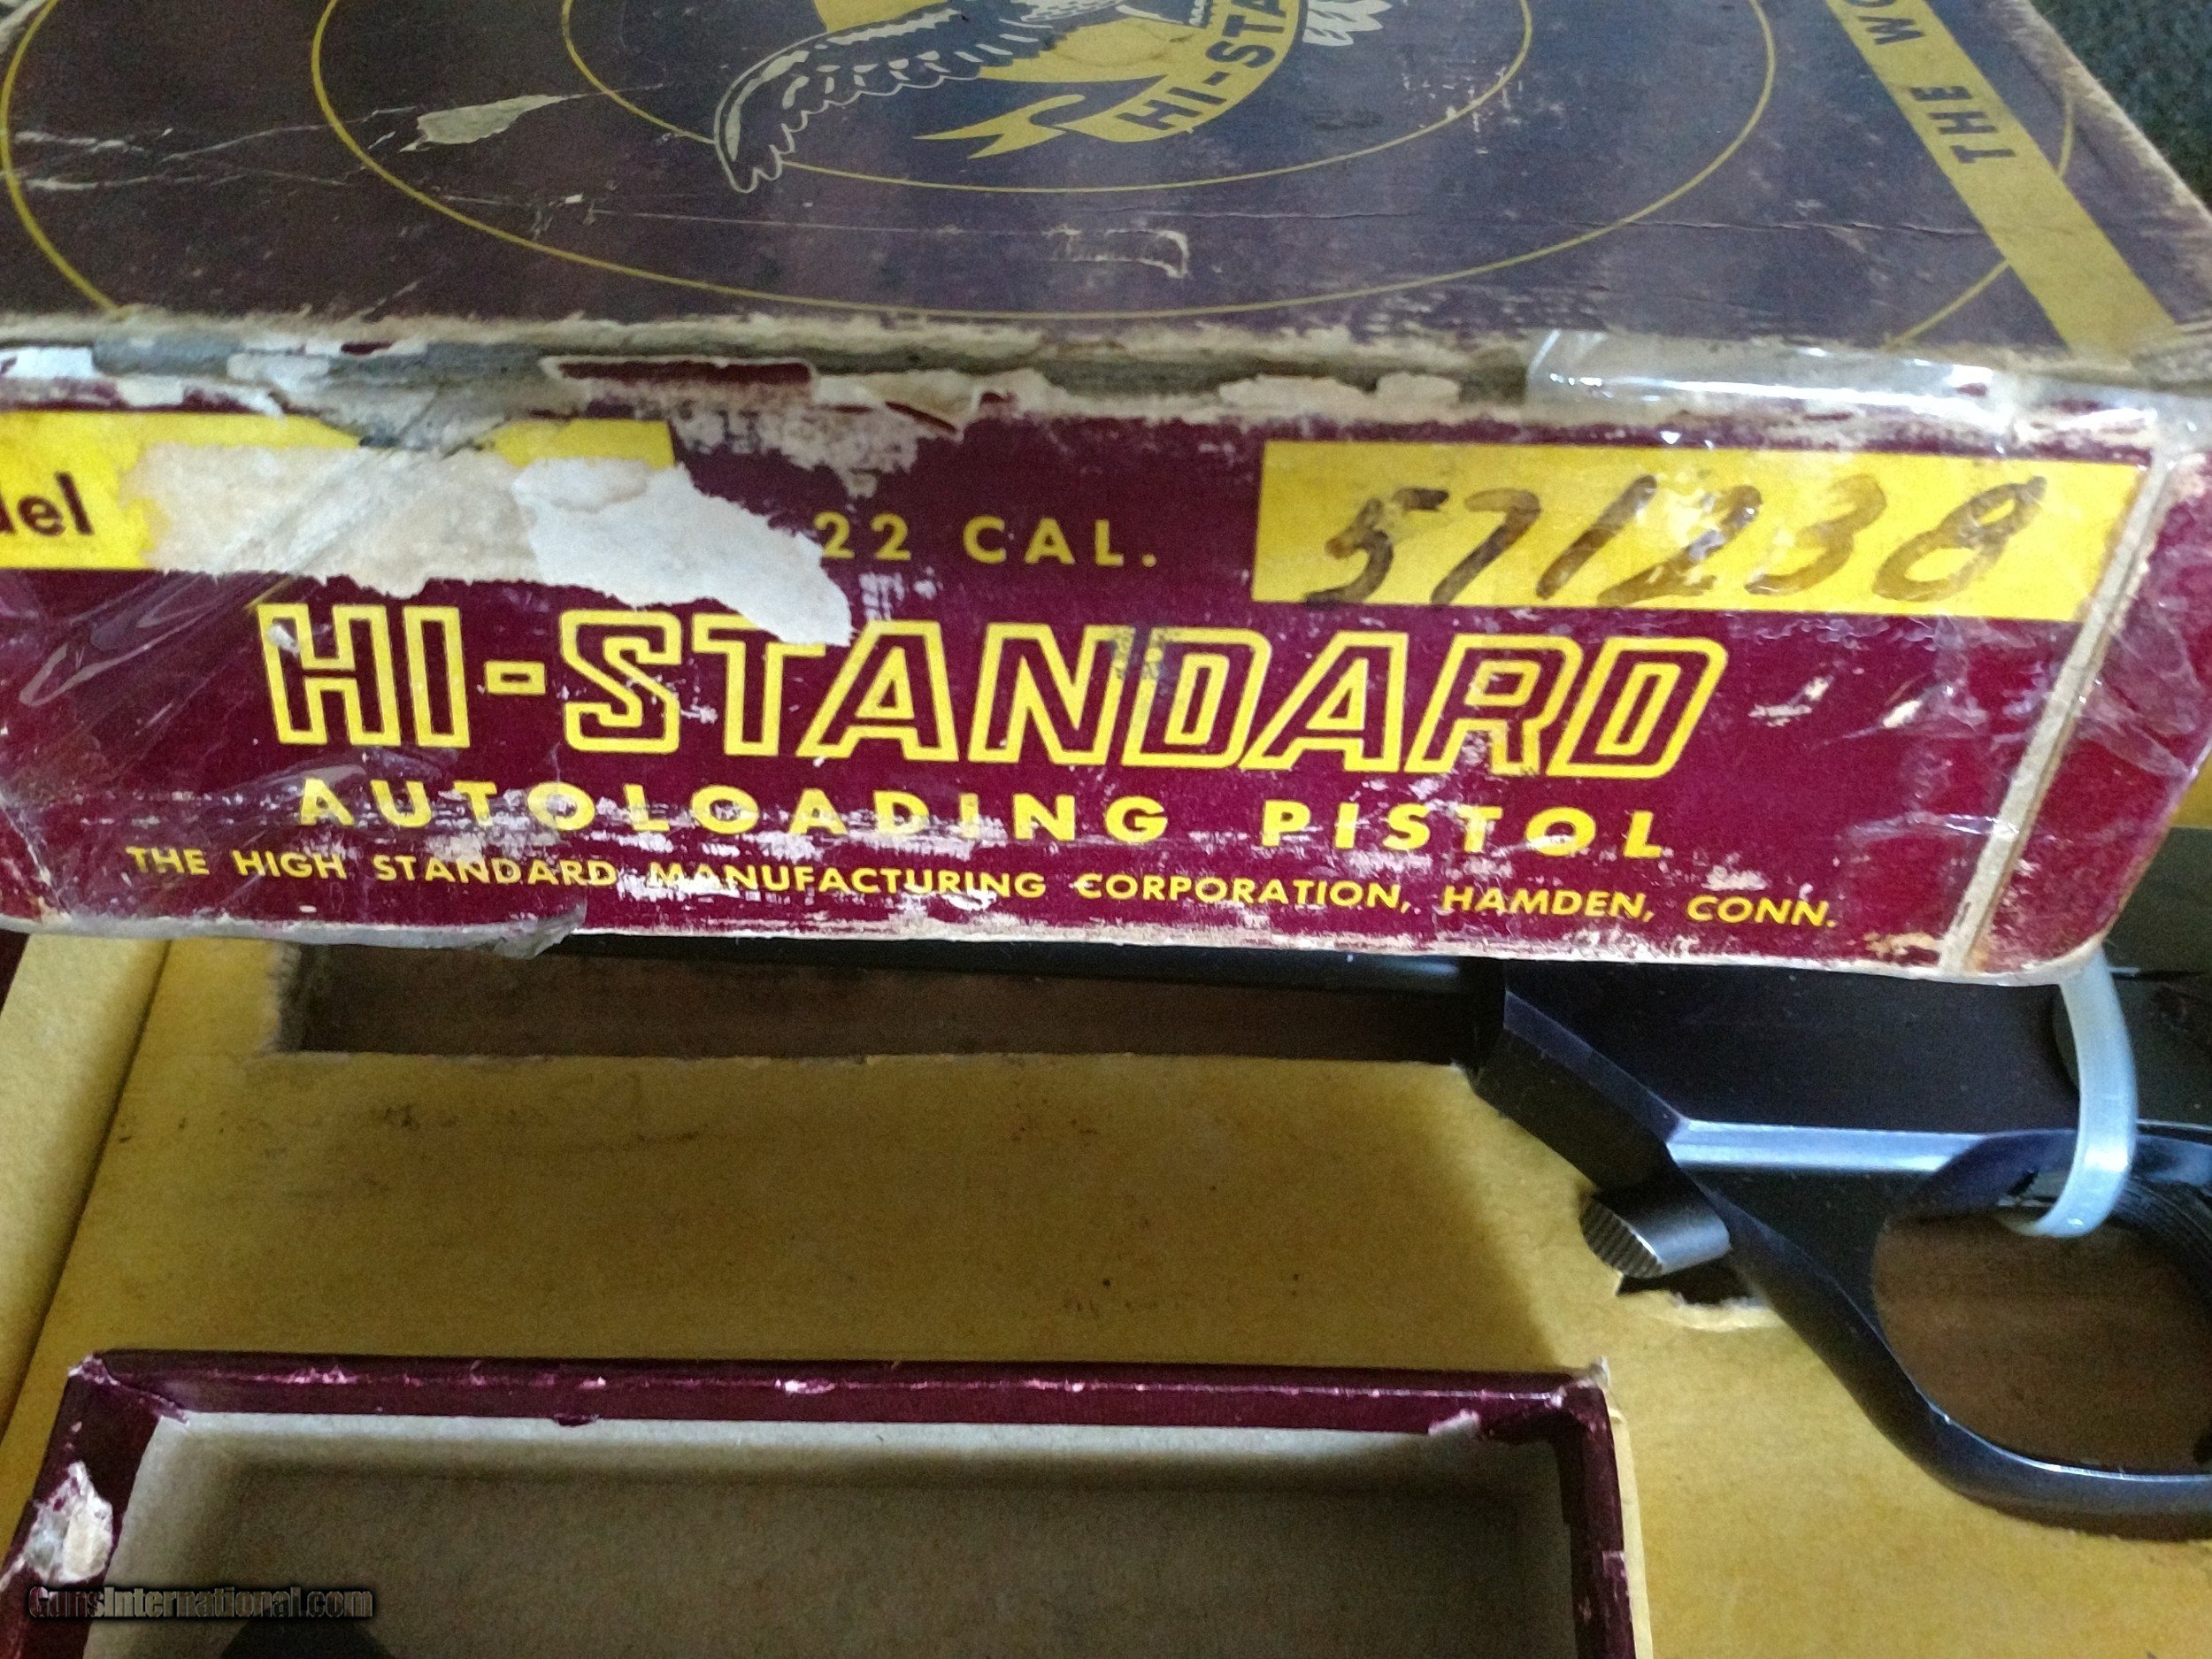 HI-STA
THE WO
del
22 CAL.
571238
HI-STANDARD
AUTOLOADING PISTOL
THE HIGH STANDARD MANUFACTURING CORPORATION, HAMDEN, CONN.
GunsInternational.com